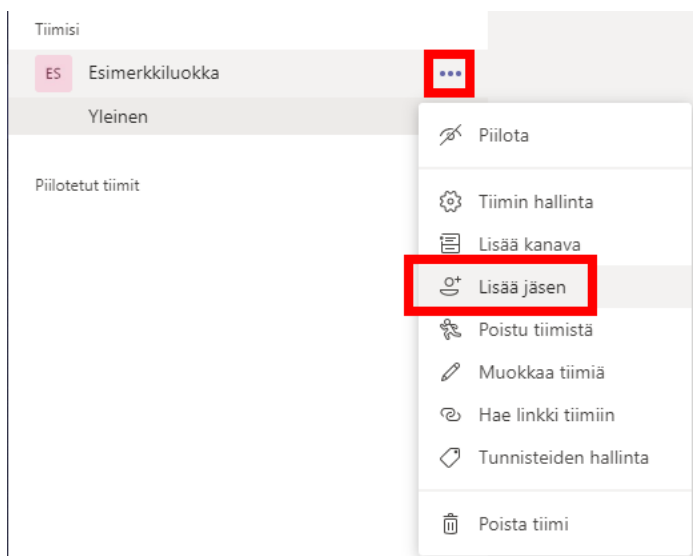 Tiimisi
ES Esimerkkiluokka
Yleinen
Piilotetut tiimit
Piilota
Tiimin hallinta
Lisää kanava
Lisää jäsen
Poistu tiimistä
Muokkaa tiimiä
Hae linkki tiimiin
Tunnisteiden hallinta
Poista tiimi